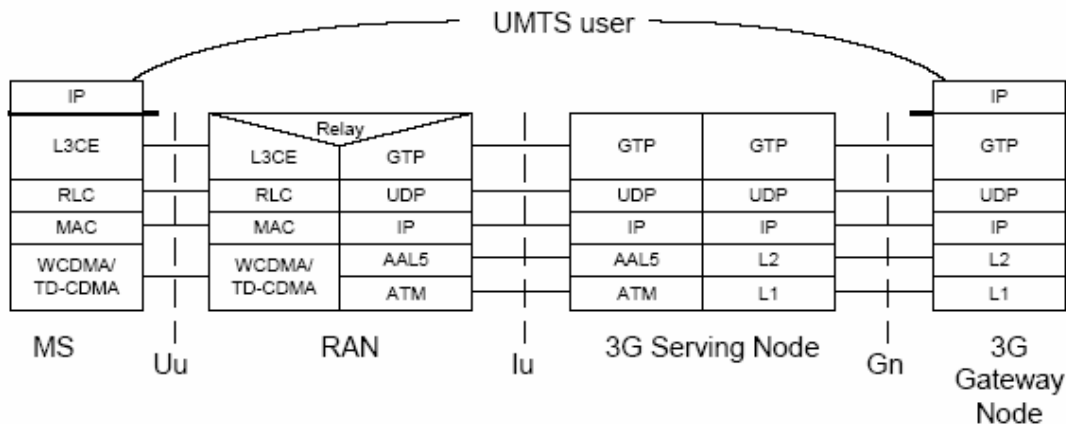 UMTS user
IP
L3CE
RLC
MAC
WCDMA/
TD-CDMA
MS
Uu
Relay
L3CE
GTP
RLC
UDP
MAC
IP
WCDMA/
TD-CDMA
AAL5
ATM
RAN
Iu
GTP
GTP
UDP
UDP
IP
IP
AAL5
L2
ATM
L1
3G Serving Node
Gn
IP
GTP
UDP
IP
L2
L1
3G
Gateway
Node